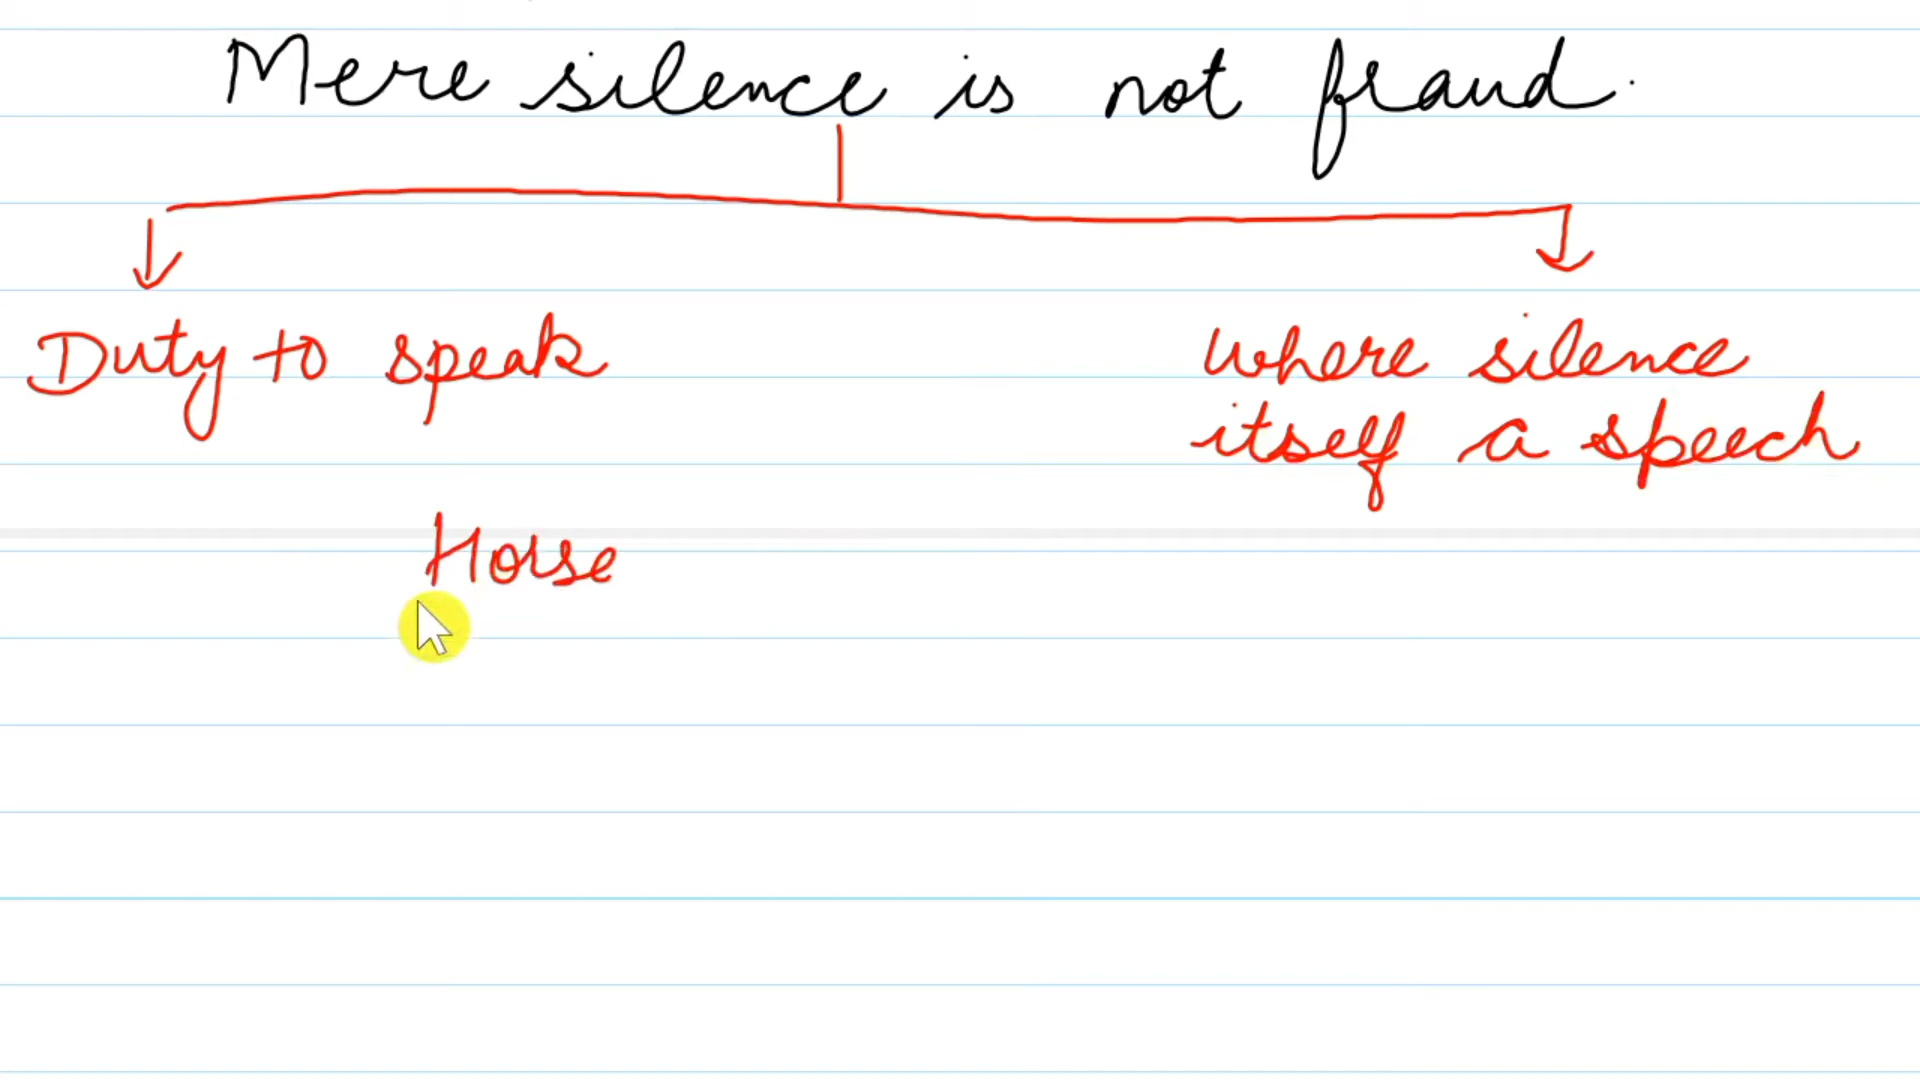 Mere silence is not fraud.
Duty to speak
where silence
itself a speech
Horse